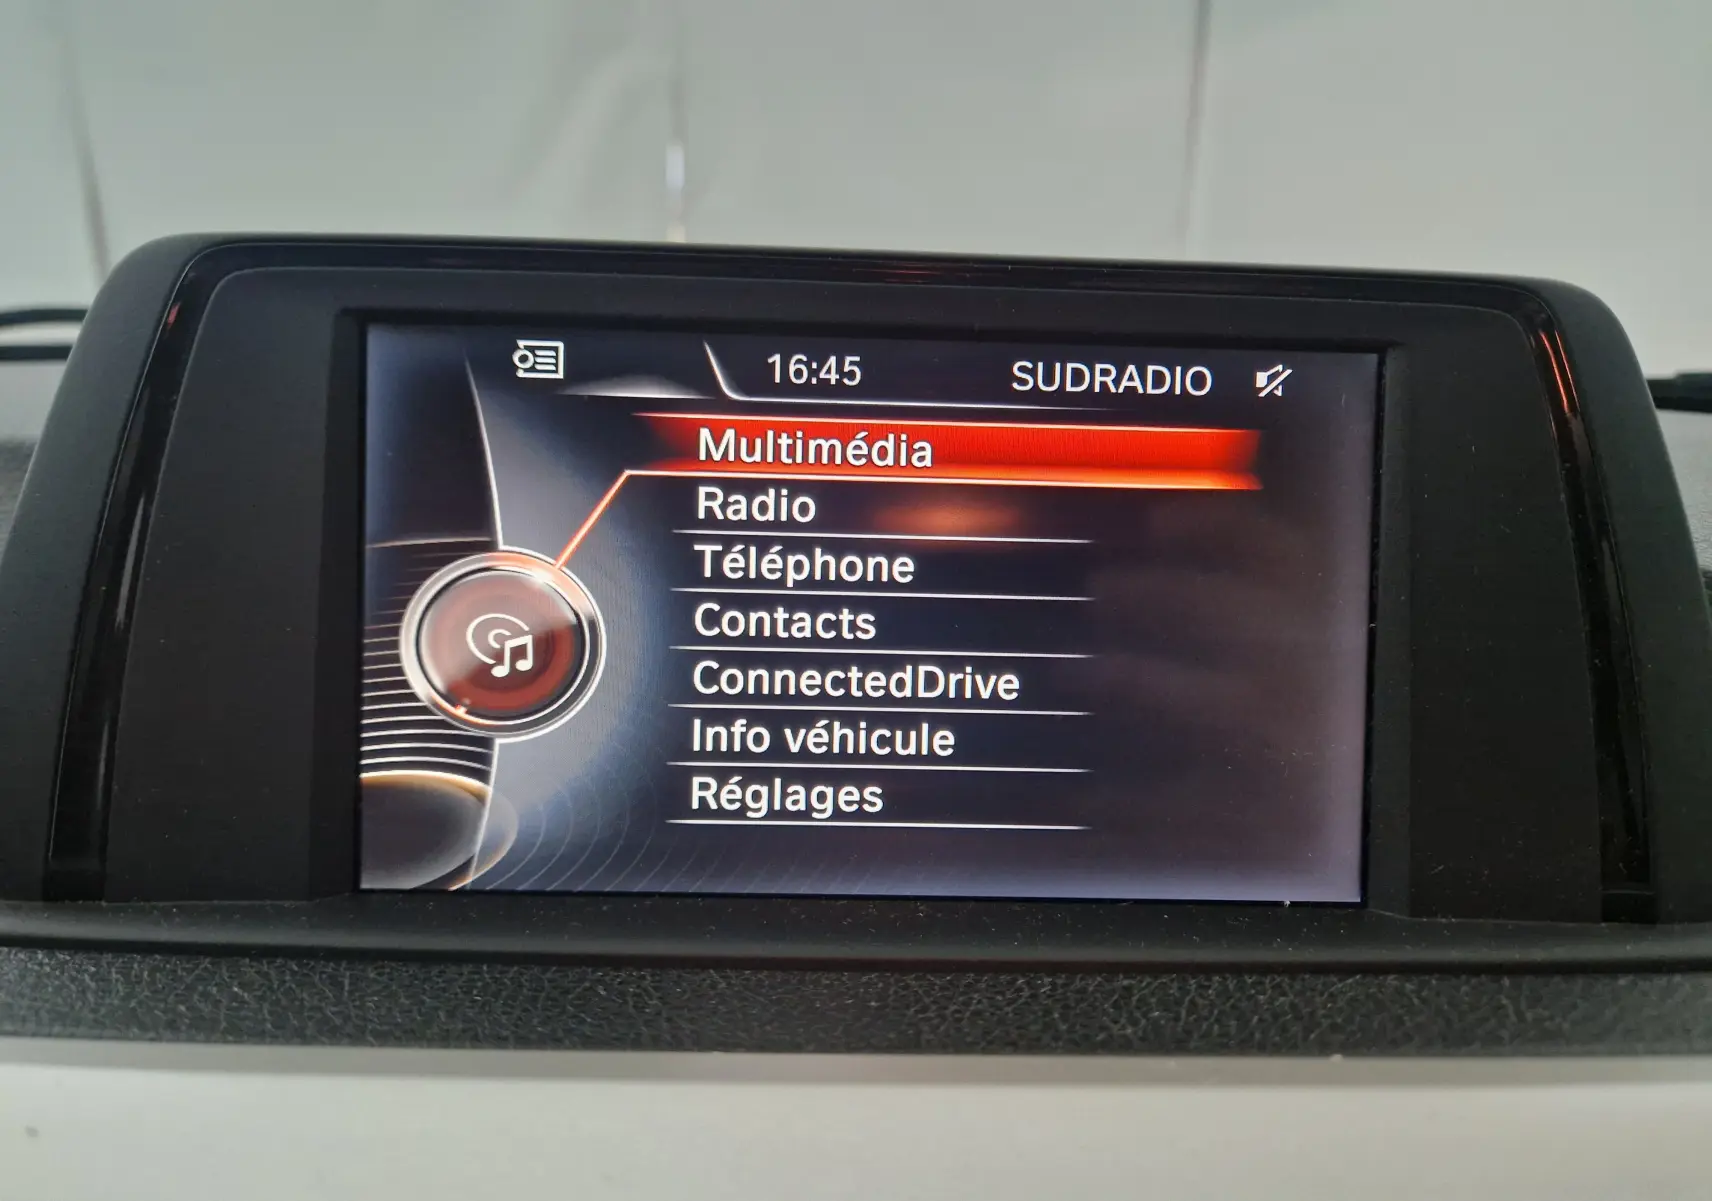 16:45 SUDRADIO
Multimédia
Radio
Téléphone
Contacts
ConnectedDrive
Info véhicule
Réglages